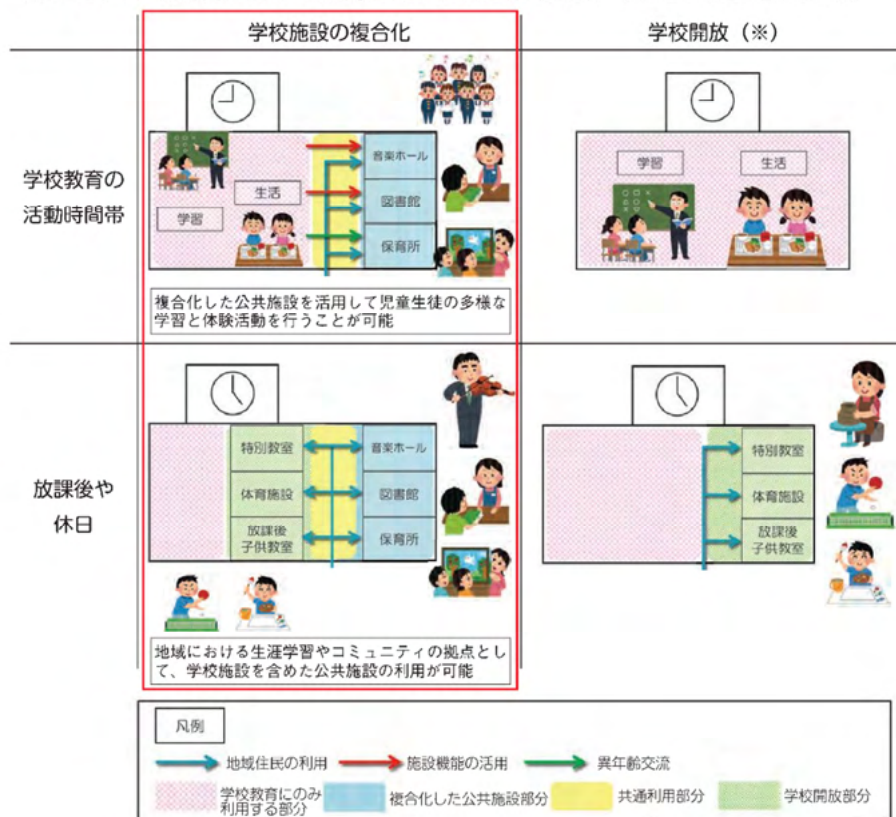 学校施設の複合化
学校開放（※）
学校教育の
活動時間帯
音楽ホール
生活
図書館
学習
保育所
複合化した公共施設を活用して児童生徒の多様な
学習と体験活動を行うことが可能
学習
生活
放課後や
休日
特別教室
音楽ホール
体育施設
図書館
放課後
子供教室
保育所
地域における生涯学習やコミュニティの拠点とし
て、学校施設を含めた公共施設の利用が可能
特別教室
体育施設
放課後
子供教室
凡例
地域住民の利用
施設機能の活用
異年齢交流
学校教育にのみ
利用する部分
複合化した公共施設部分
共通利用部分
学校開放部分